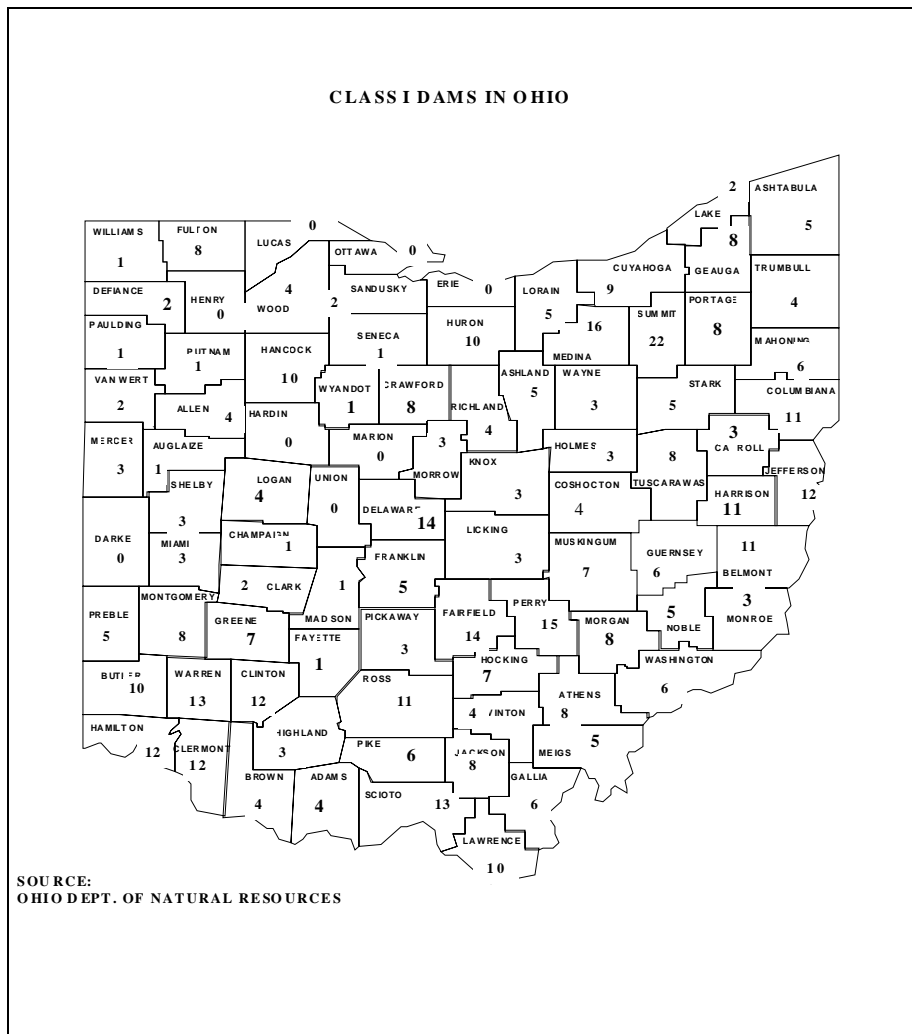 CLASS I DAMS IN OHIO
2
ASHTABULA
LAKE
5
8
0
WILLIAMS
FULTON
8
1
LUCAS
OTTAWA
0
CUYAHOGA
9
GEAUGA
TRUMBULL
4
DEFIANCE
2
HENRY
0
4
WOOD
2
SANDUSKY
ERIE
0
LORAIN
5
16
MEDINA
SUMMIT
22
PORTAGE
8
PAULDING
1
PUTNAM
1
HANCOCK
10
SENECA
1
HURON
10
MAHONING
6
VAN WERT
2
ALLEN
4
HARDIN
0
WYANDOT
1
CRAWFORD
8
RICHLAND
4
ASHLAND
5
WAYNE
3
STARK
5
COLUMBIANA
11
MERCER
3
AUGLAIZE
1
MARION
0
3
MORROW
KNOX
3
HOLMES
3
8
TUSCARAWAS
3
CA ROLL
JEFFERSON
12
SHELBY
3
LOGAN
4
UNION
0
DELAWARE
14
COSHOCTON
4
HARRISON
11
DARKE
0
MIAMI
3
CHAMPAIGN
1
LICKING
3
MUSKINGUM
7
GUERNSEY
6
11
BELMONT
2
CLARK
1
MADSON
FRANKLIN
5
PREBLE
5
MONTGOMERY
8
GREENE
7
FAYETTE
1
PICKAWAY
3
FAIRFIELD
14
PERRY
15
MORGAN
8
5
NOBLE
3
MONROE
BUTLER
10
WARREN
13
CLINTON
12
ROSS
11
HOCKING
7
ATHENS
8
WASHINGTON
6
HAMILTON
12
CLERMONT
12
HIGHLAND
3
PIKE
6
4
VINTON
JACKSON
8
MEIGS
5
BROWN
4
ADAMS
4
SCIOTO
13
GALLIA
6
LAWRENCE
10
SOURCE:
OHIO DEPT. OF NATURAL RESOURCES